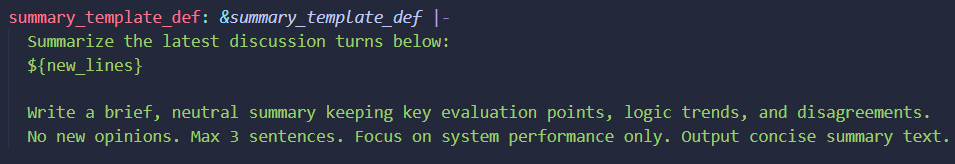 summary_template_def: &summary_template_def |-
Summarize the latest discussion turns below:
${new_lines}
Write a brief, neutral summary keeping key evaluation points, logic trends, and disagreements.
No new opinions. Max 3 sentences. Focus on system performance only. Output concise summary text.